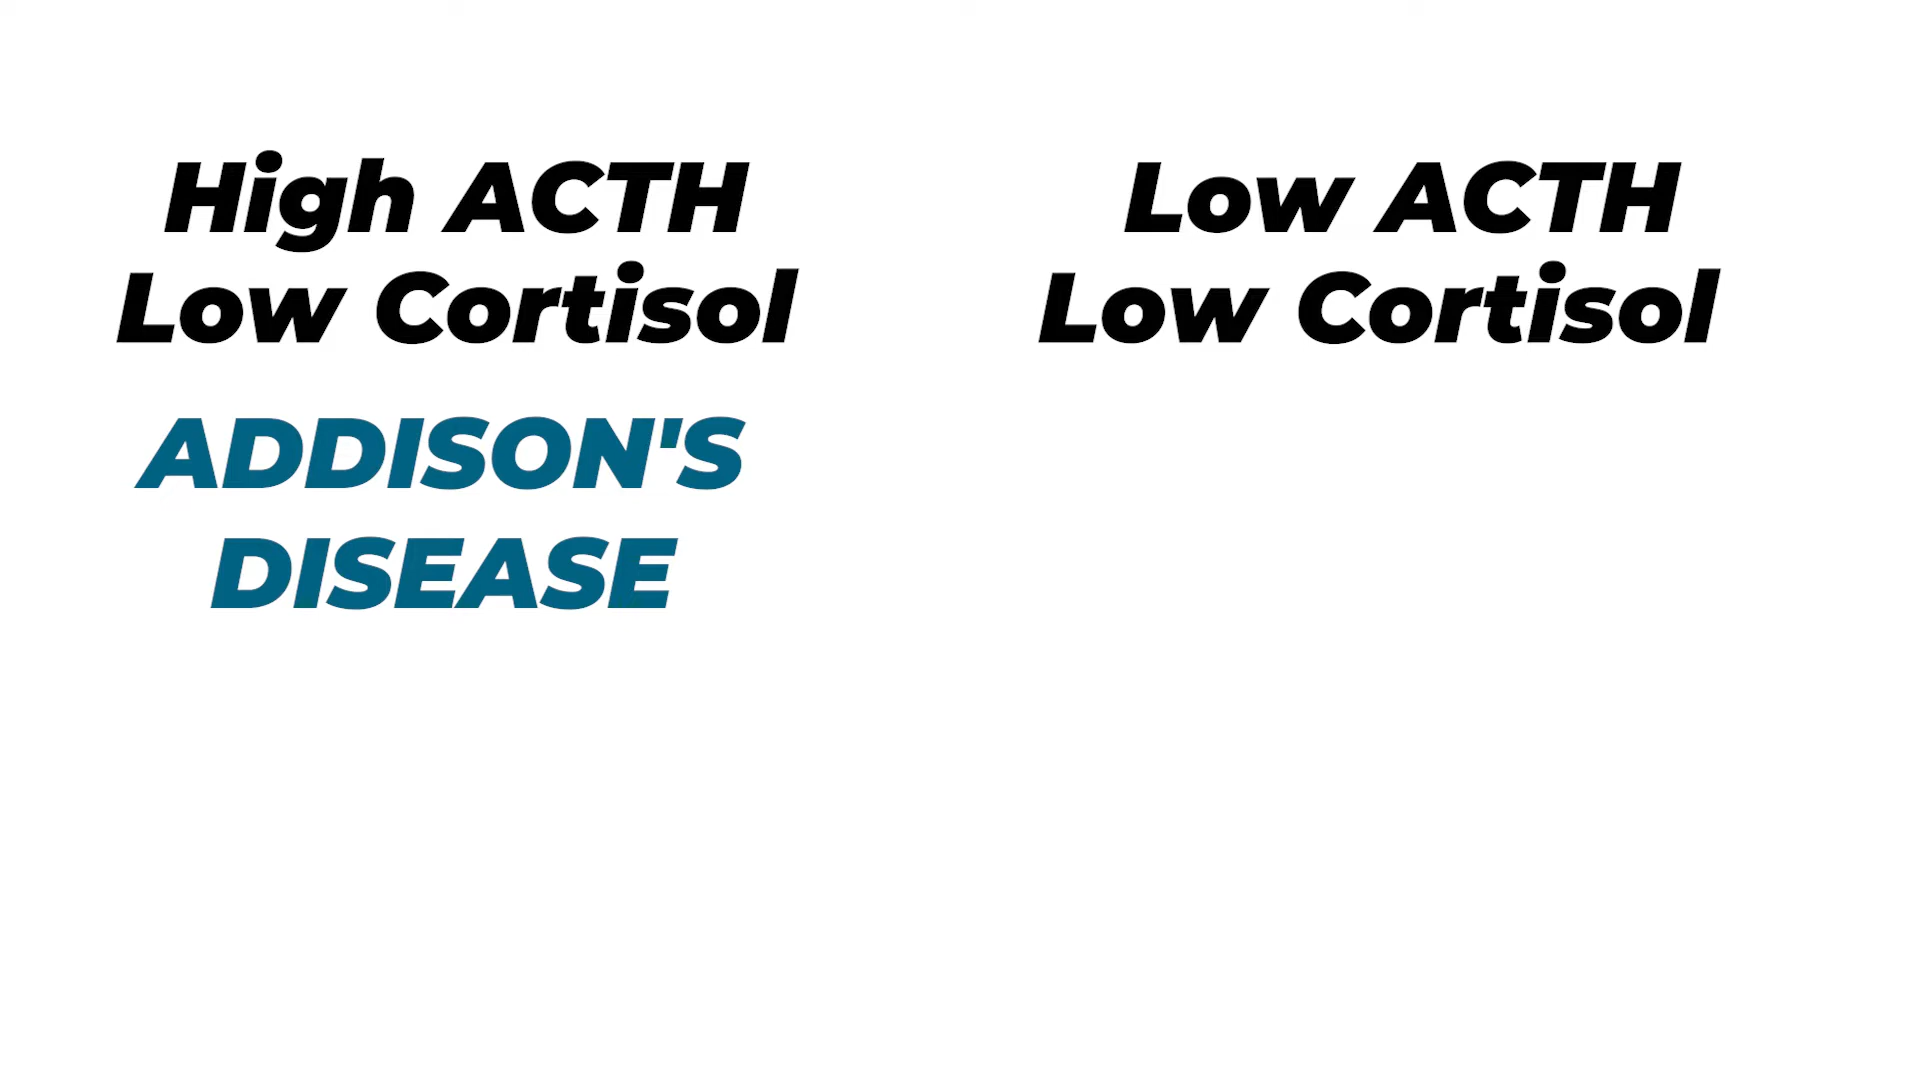 High ACTH
Low Cortisol
ADDISON'S
DISEASE
Low ACTH
Low Cortisol